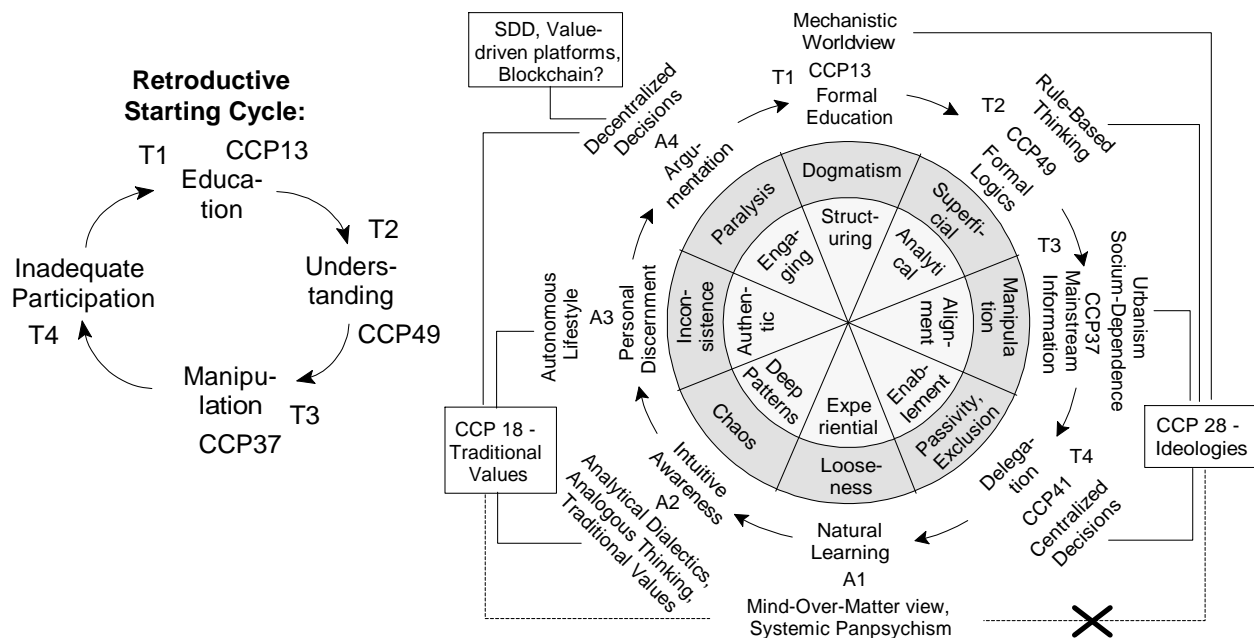 Retroductive
Starting Cycle:
T1
CCP13
Educa-
tion
T2
Unders-
tanding
CCP49
Manipu-
lation
T3
CCP37
Inadequate
Participation
T4
SDD, Value-
driven platforms,
Blockchain?
Mechanistic
Worldview
T1
CCP13
Formal
Education
Rule-Based
Thinking
T2
CCP49
Formal
Logics
Urbanism
Socium-Dependence
T3
CCP37
Mainstream
Information
T4
Delega-
tion
CCP41
Centralized
Decisions
CCP 28 -
Ideologies
Natural
Learning
A1
Mind-Over-Matter view,
Systemic Panpsychism
Intuitive
Awareness
A2
Analytical Dialectics,
Analogous Thinking,
Traditional Values
CCP 18 -
Traditional
Values
Personal
Discernment
A3
Autonomous
Lifestyle
Argu-
mentation
A4
Decentralized
Decisions
Dogmatism
Superfi-
cial
Manipula
tion
Passivity,
Exclusion
Loose-
ness
Chaos
Incon-
sistence
Paralysis
Struct-
uring
Analyti
cal
Align-
ment
Enab-
lement
Expe
riential
Deep
Patterns
Authen-
tic
Enga-
ging